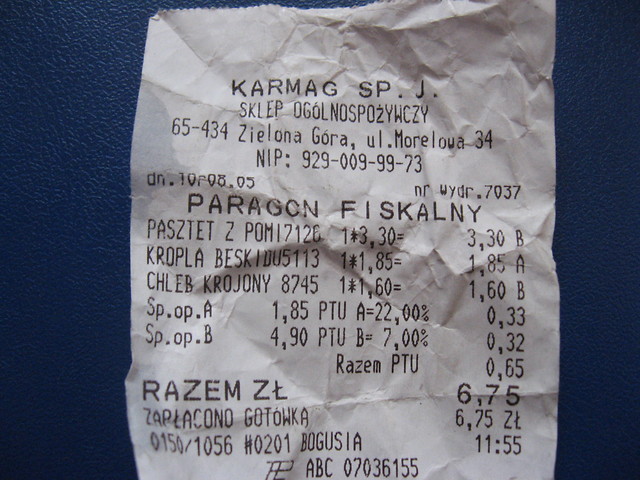 KARMAG SP. J.
SKLEP OGÓLNOSPOŻYWCZY
65-434 Zielona Góra, ul.Morelowa 34
NIP: 929-009-99-73
dn.10r08.05 nr wydr.7037
PARAGON FISKALNY
PASZTET Z POMI7126 1*3,30= 3,30 B
KROPLA BESKIDU5113 1*1,85= 1,85 A
CHLEB KROJONY 8745 1*1,60= 1,60 B
Sp.op.A 1,85 PTU A=22,00% 0,33
Sp.op.B 4,90 PTU B= 7,00% 0,32
Razem PTU 0,65
RAZEM ZŁ 6,75
ZAPŁACONO GOTÓWKĄ 6,75 ZŁ
0150/1056 #0201 BOGUSIA 11:55
ABC 07036155